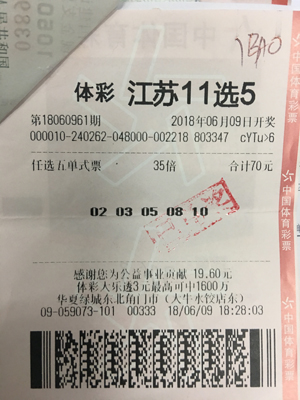 体彩 江苏11选5
第18060961期 2018年06月09日开奖
000010-240262-048000-002218 803347 cYTu>6
任选五单式票 35倍 合计70元
02 03 05 08 10
感谢您为公益事业贡献 19.60元
体彩大乐透3元最高可中1600万
华夏绿城东北角门市（大牛水饺店东）
09-059073-101 00333 18/06/09 18:28:03
中国体育彩票
中国体育彩票